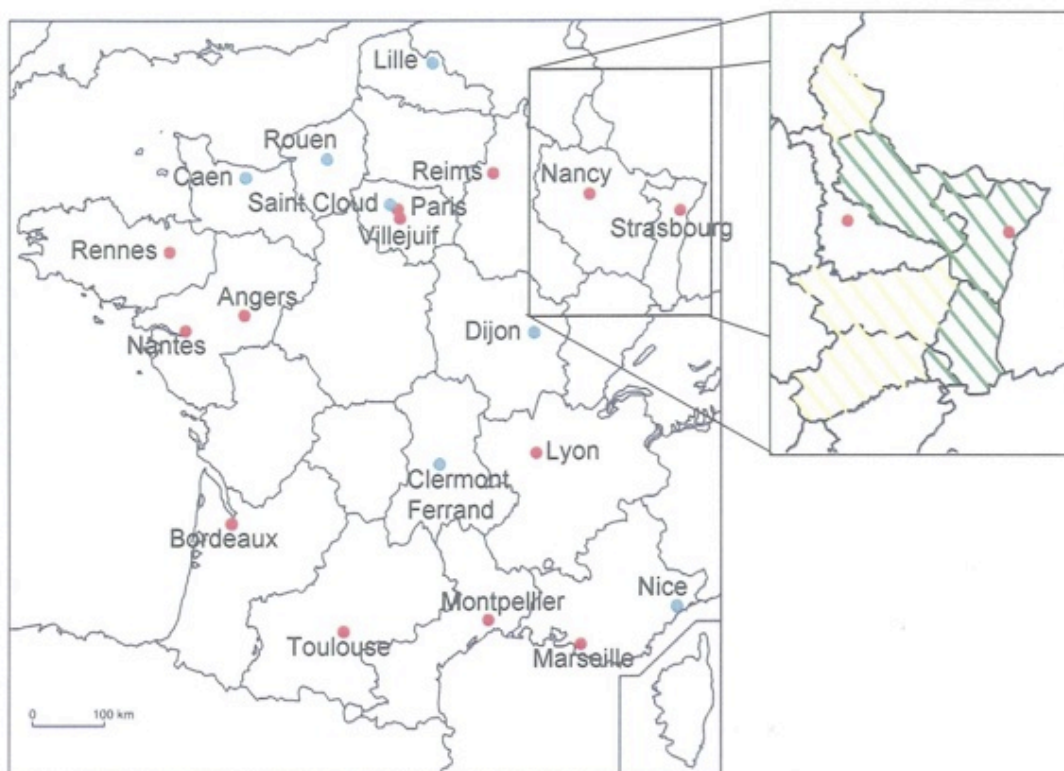 Lille
Rouen
Caen
Reims
Nancy
Saint Cloud
Paris
Villejuif
Strasbourg
Rennes
Angers
Nantes
Dijon
Lyon
Clermont
Ferrand
Bordeaux
Nice
Montpellier
Toulouse
Marseille
0 100 km